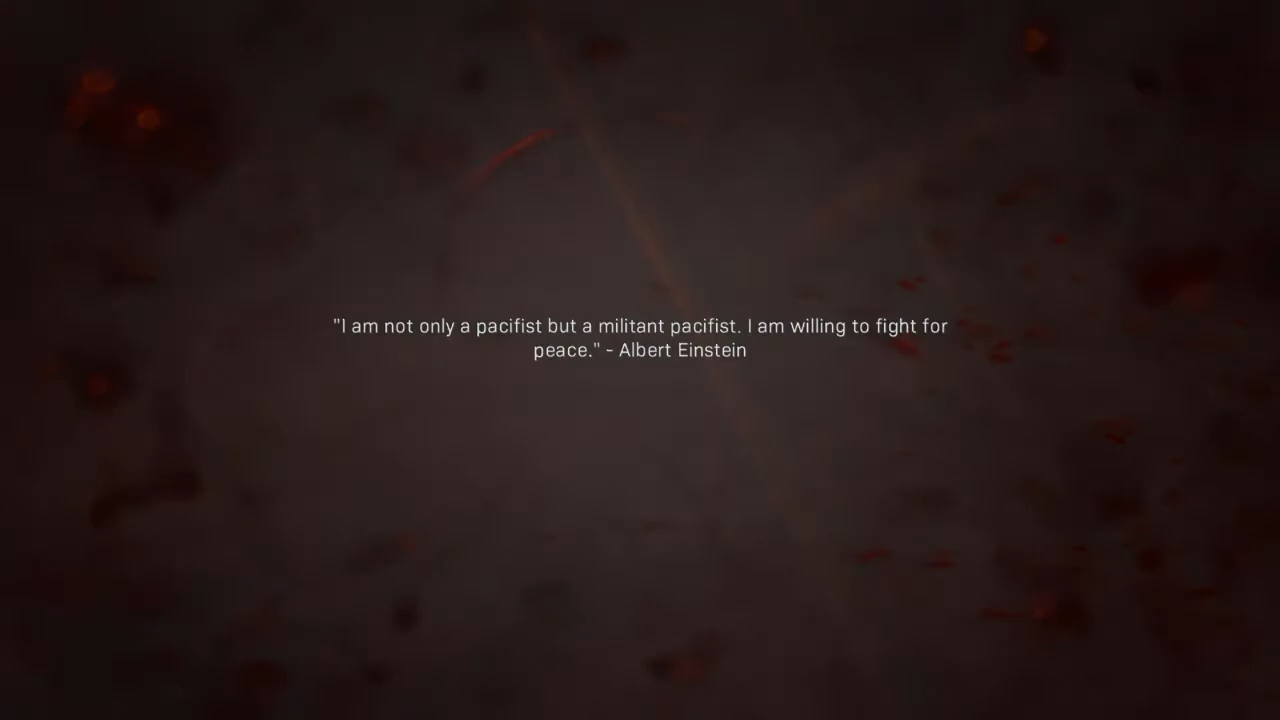 "I am not only a pacifist but a militant pacifist. I am willing to fight for
peace." - Albert Einstein